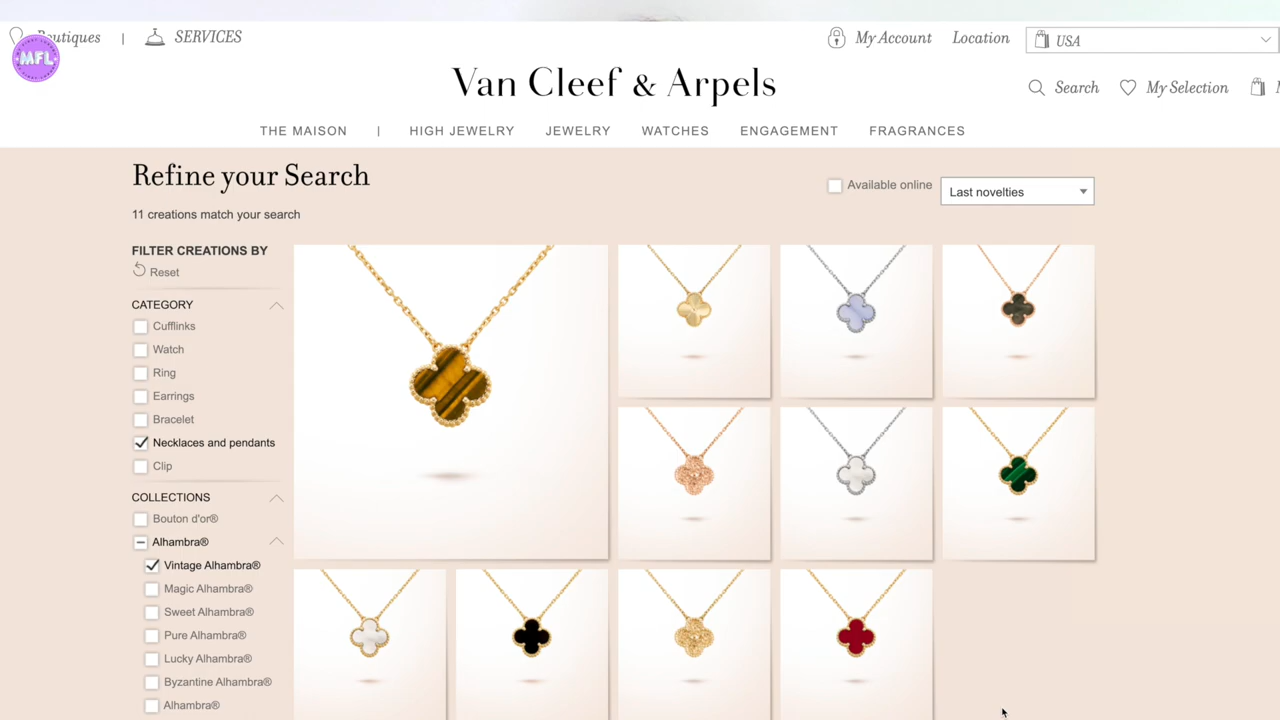 Boutiques | SERVICES My Account Location USA
MFL
Van Cleef & Arpels
Search My Selection
THE MAISON | HIGH JEWELRY JEWELRY WATCHES ENGAGEMENT FRAGRANCES
Refine your Search
Available online Last novelties
11 creations match your search
FILTER CREATIONS BY
Reset
CATEGORY
Cufflinks
Watch
Ring
Earrings
Bracelet
Necklaces and pendants
Clip
COLLECTIONS
Bouton d'or®
Alhambra®
Vintage Alhambra®
Magic Alhambra®
Sweet Alhambra®
Pure Alhambra®
Lucky Alhambra®
Byzantine Alhambra®
Alhambra®